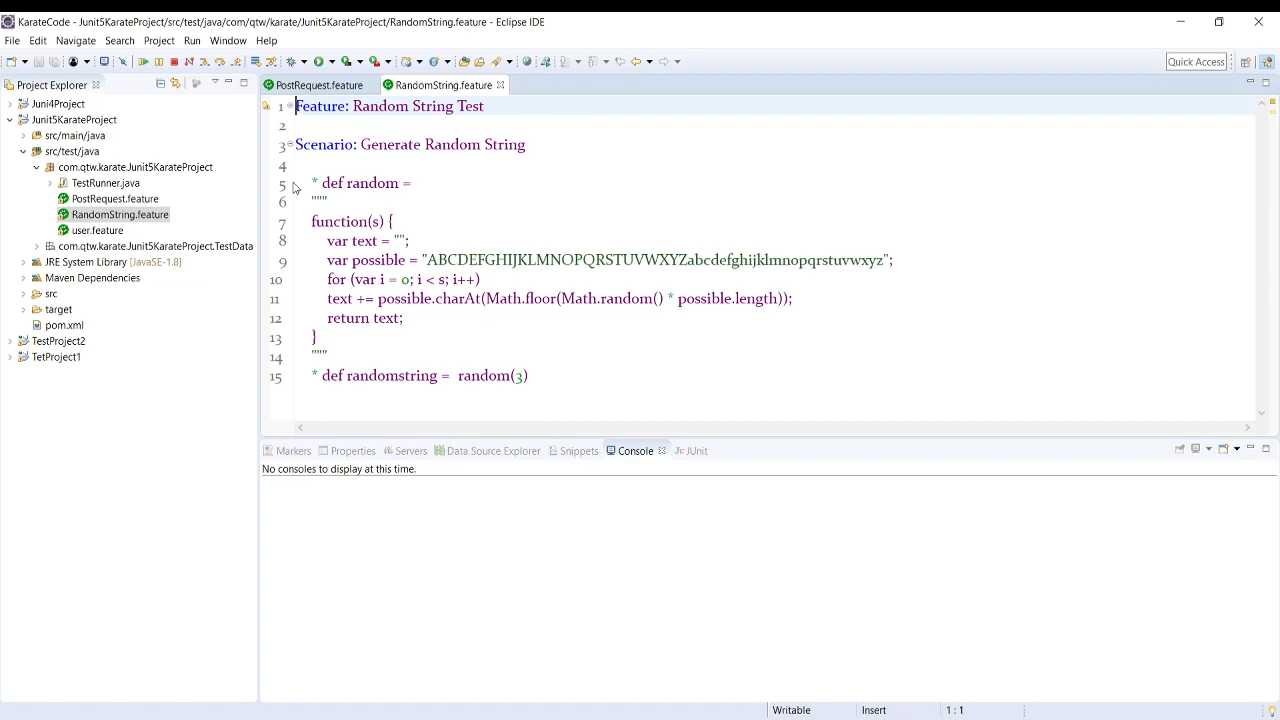 KarateCode - Junit5KarateProject/src/test/java/com/qtw/karate/Junit5KarateProject/RandomString.feature - Eclipse IDE
File Edit Navigate Search Project Run Window Help
Quick Access
Project Explorer
Juni4Project
Junit5KarateProject
src/main/java
src/test/java
com.qtw.karate.Junit5KarateProject
TestRunner.java
PostRequest.feature
RandomString.feature
user.feature
com.qtw.karate.Junit5KarateProject.TestData
JRE System Library [JavaSE-1.8]
Maven Dependencies
src
target
pom.xml
TestProject2
TetProject1
PostRequest.feature RandomString.feature
1 Feature: Random String Test
2
3 Scenario: Generate Random String
4
5 * def random =
6 """
7 function(s) {
8 var text = "";
9 var possible = "ABCDEFGHIJKLMNOPQRSTUVWXYZabcdefghijklmnopqrstuvwxyz";
10 for (var i = 0; i < s; i++)
11 text += possible.charAt(Math.floor(Math.random() * possible.length));
12 return text;
13 }
14 """
15 * def randomstring = random(3)
Markers Properties Servers Data Source Explorer Snippets Console JUnit
No consoles to display at this time.
Writable Insert 1 : 1